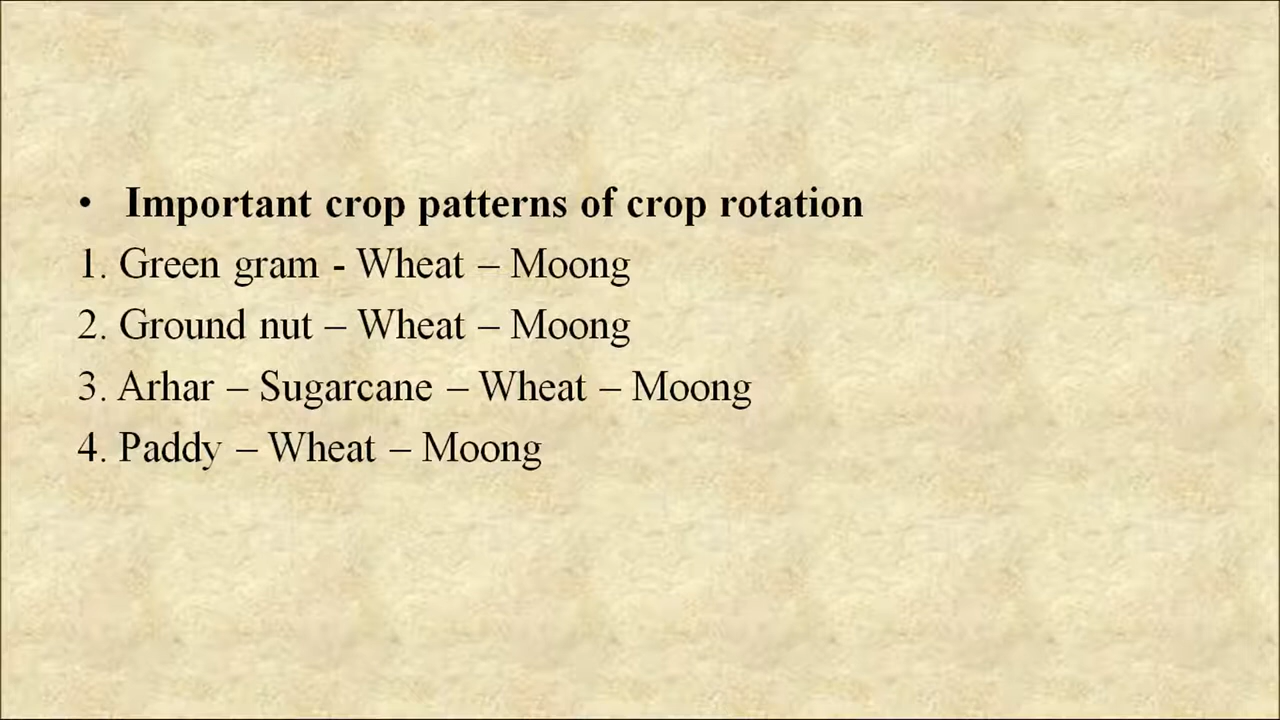 • Important crop patterns of crop rotation
1. Green gram - Wheat – Moong
2. Ground nut – Wheat – Moong
3. Arhar – Sugarcane – Wheat – Moong
4. Paddy – Wheat – Moong